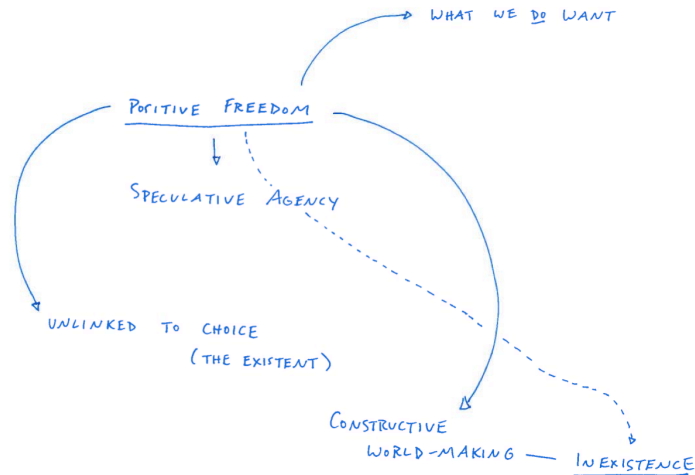 WHAT WE DO WANT
POSITIVE FREEDOM
SPECULATIVE AGENCY
UNLINKED TO CHOICE
(THE EXISTENT)
CONSTRUCTIVE
WORLD-MAKING — INEXISTENCE